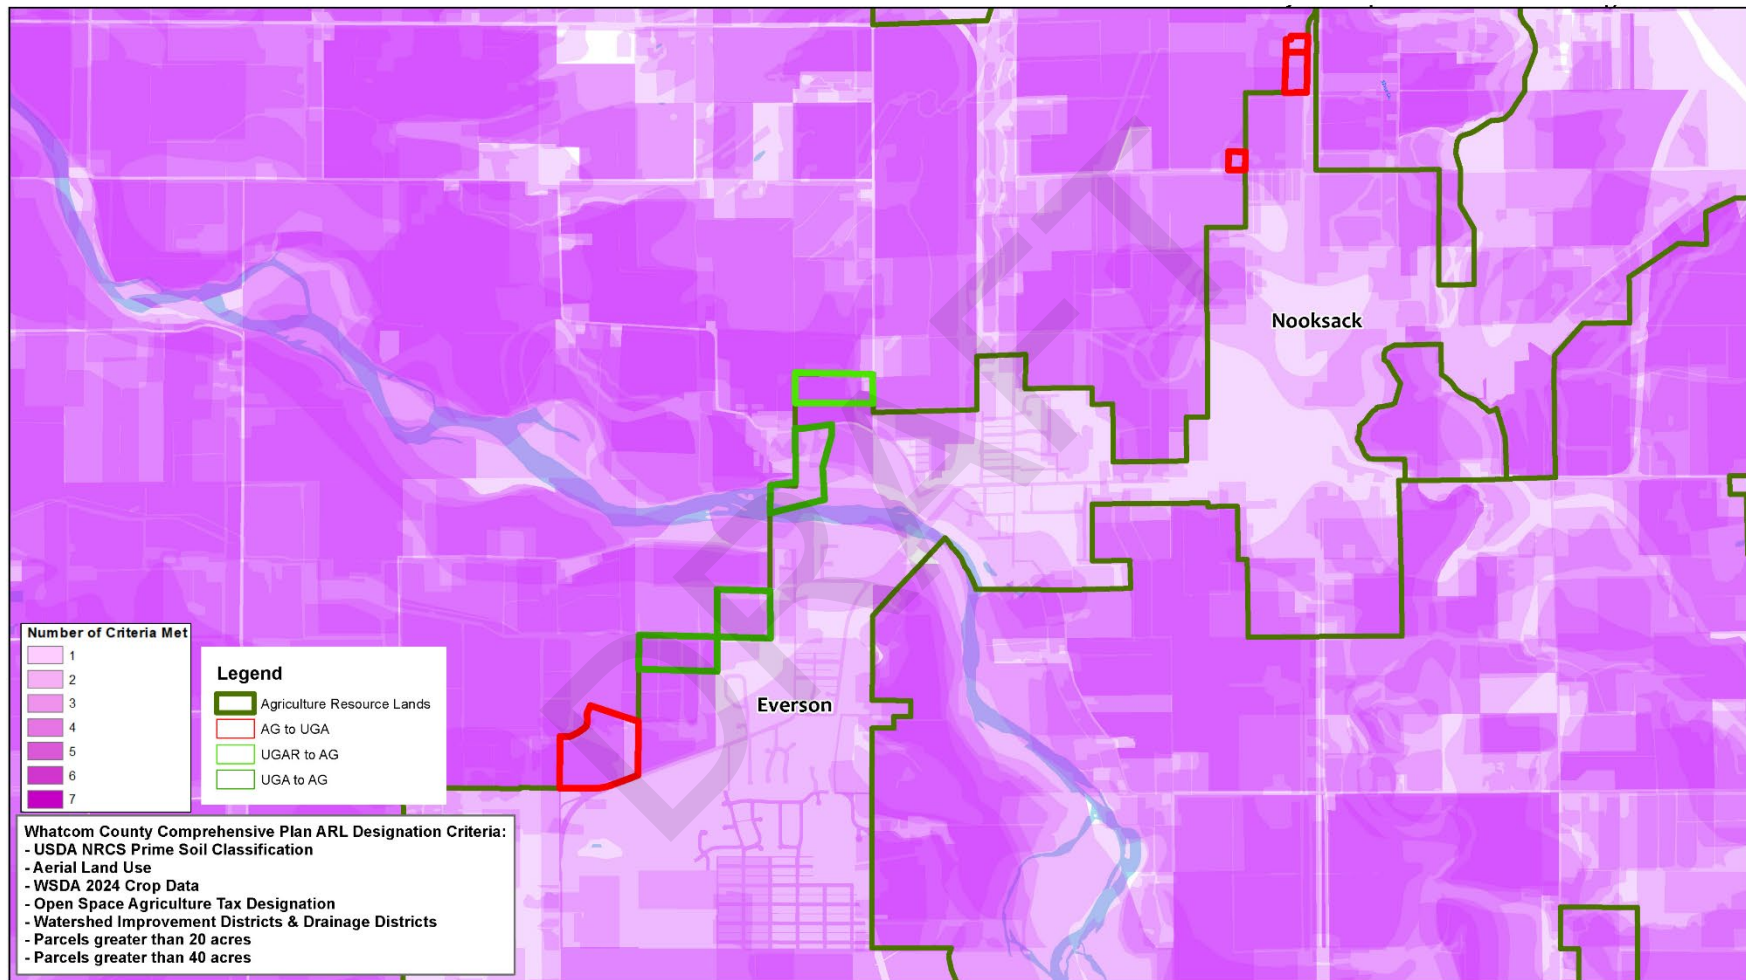 Nooksack
Everson
DRAFT
Number of Criteria Met
1
2
3
4
5
6
7
Legend
Agriculture Resource Lands
AG to UGA
UGAR to AG
UGA to AG
Whatcom County Comprehensive Plan ARL Designation Criteria:
- USDA NRCS Prime Soil Classification
- Aerial Land Use
- WSDA 2024 Crop Data
- Open Space Agriculture Tax Designation
- Watershed Improvement Districts & Drainage Districts
- Parcels greater than 20 acres
- Parcels greater than 40 acres